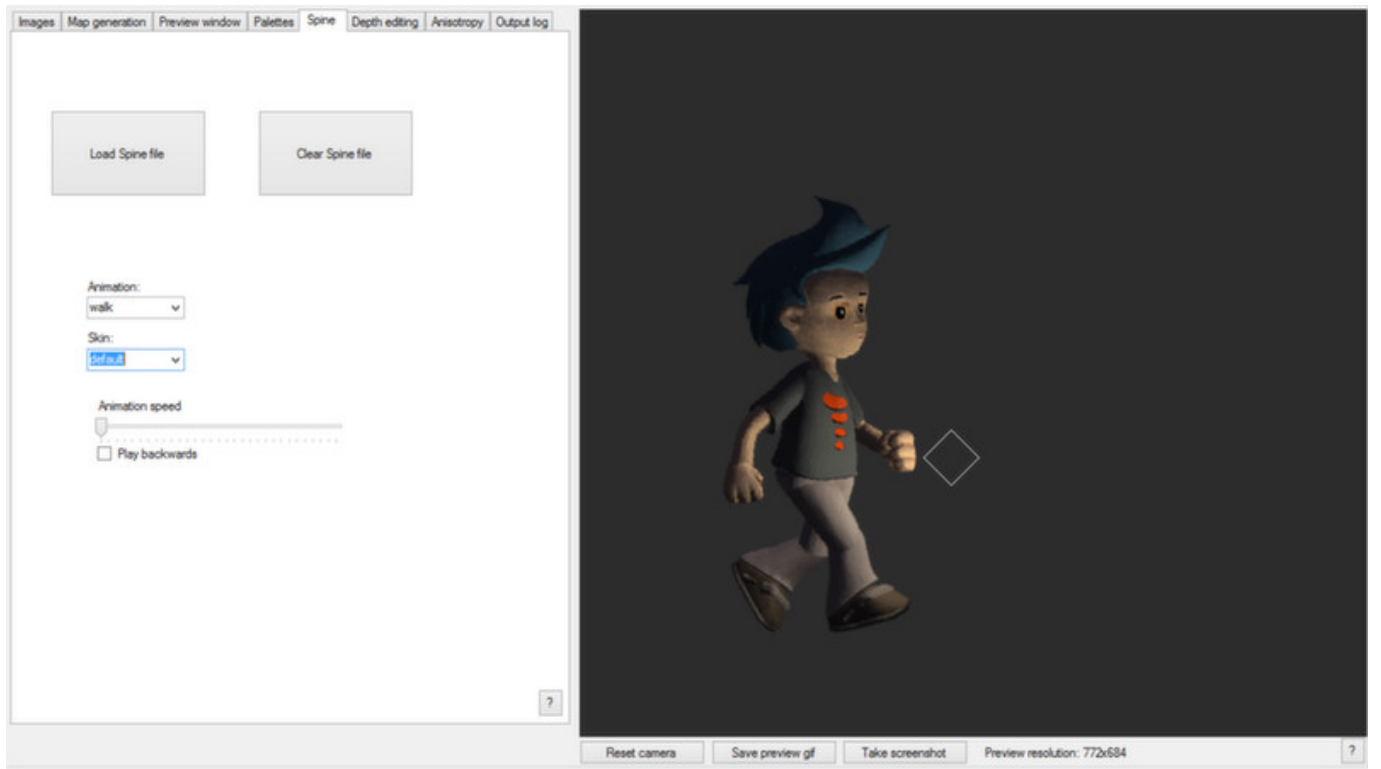 Images Map generation Preview window Palettes Spine Depth editing Anisotropy Output log
Load Spine file Clear Spine file
Animation:
walk
Skin:
default
Animation speed
Play backwards
?
Reset camera Save preview gif Take screenshot Preview resolution: 772x684 ?